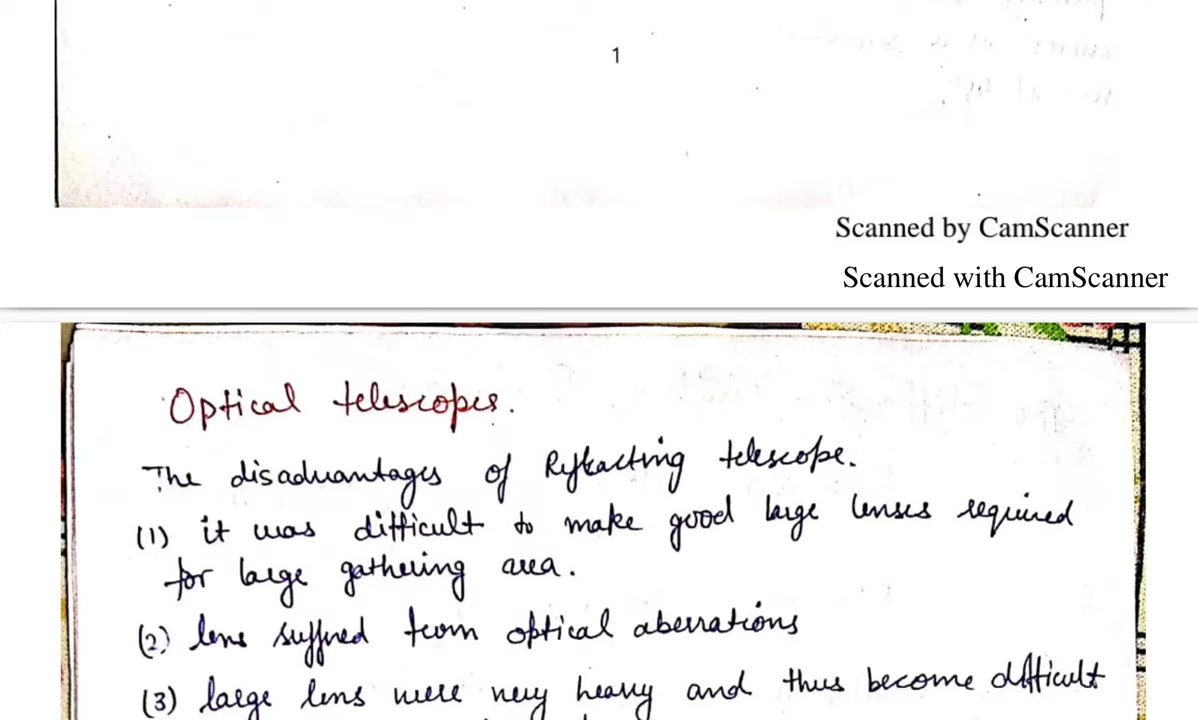 1
Scanned by CamScanner
Scanned with CamScanner
Optical telescopes.
The disadvantages of Refracting telescope.
(1) it was difficult to make good large lenses required
for large gathering area.
(2) lens suffred from optical aberrations
(3) large lens were very heavy and thus become difficult